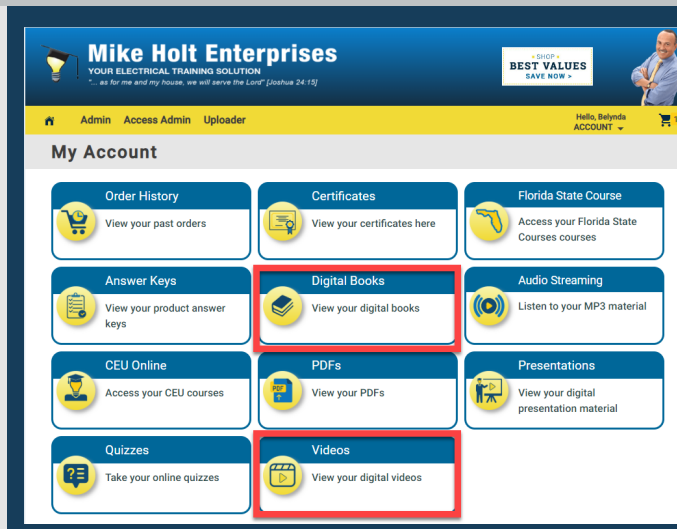 Mike Holt Enterprises
YOUR ELECTRICAL TRAINING SOLUTION
"... as for me and my house, we will serve the Lord" [Joshua 24:15]
SHOP
BEST VALUES
SAVE NOW >
Admin Access Admin Uploader
Hello, Belynda
ACCOUNT
1
My Account
Order History
View your past orders
Certificates
View your certificates here
Florida State Course
Access your Florida State
Courses courses
Answer Keys
View your product answer
keys
Digital Books
View your digital books
Audio Streaming
Listen to your MP3 material
CEU Online
Access your CEU courses
PDFs
PDF
View your PDFs
Presentations
View your digital
presentation material
Quizzes
Take your online quizzes
Videos
View your digital videos